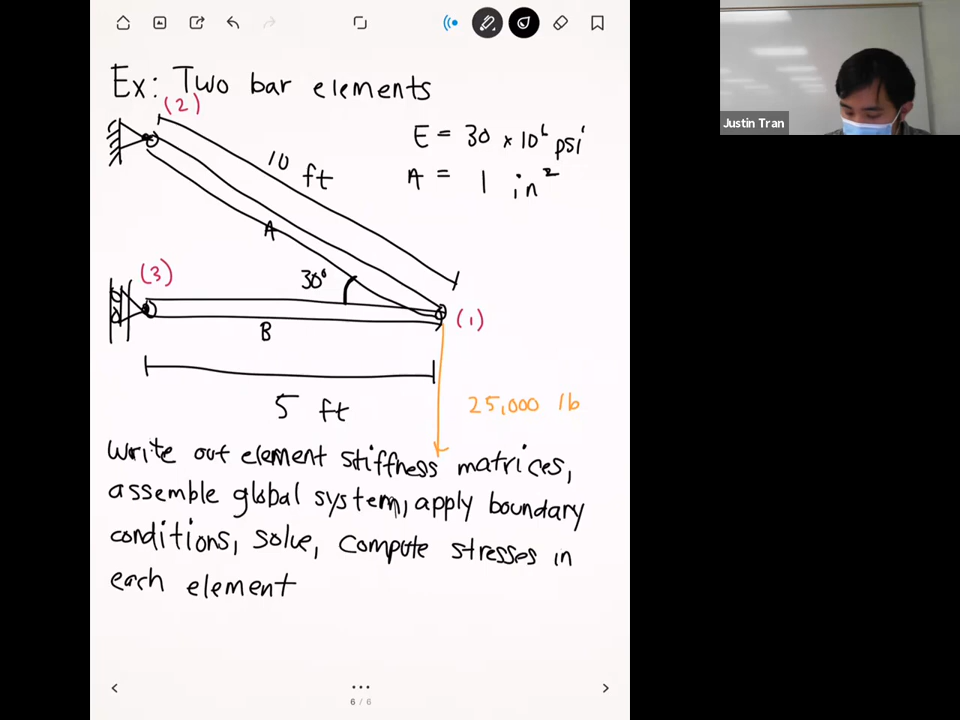 Ex: Two bar elements
(2)
E = 30 × 10⁶ psi
10 ft
A = 1 in²
A
30°
(3)
(1)
B
5 ft
25,000 lb
Write out element stiffness matrices,
assemble global system, apply boundary
conditions, solve, compute stresses in
each element
6 / 6
Justin Tran